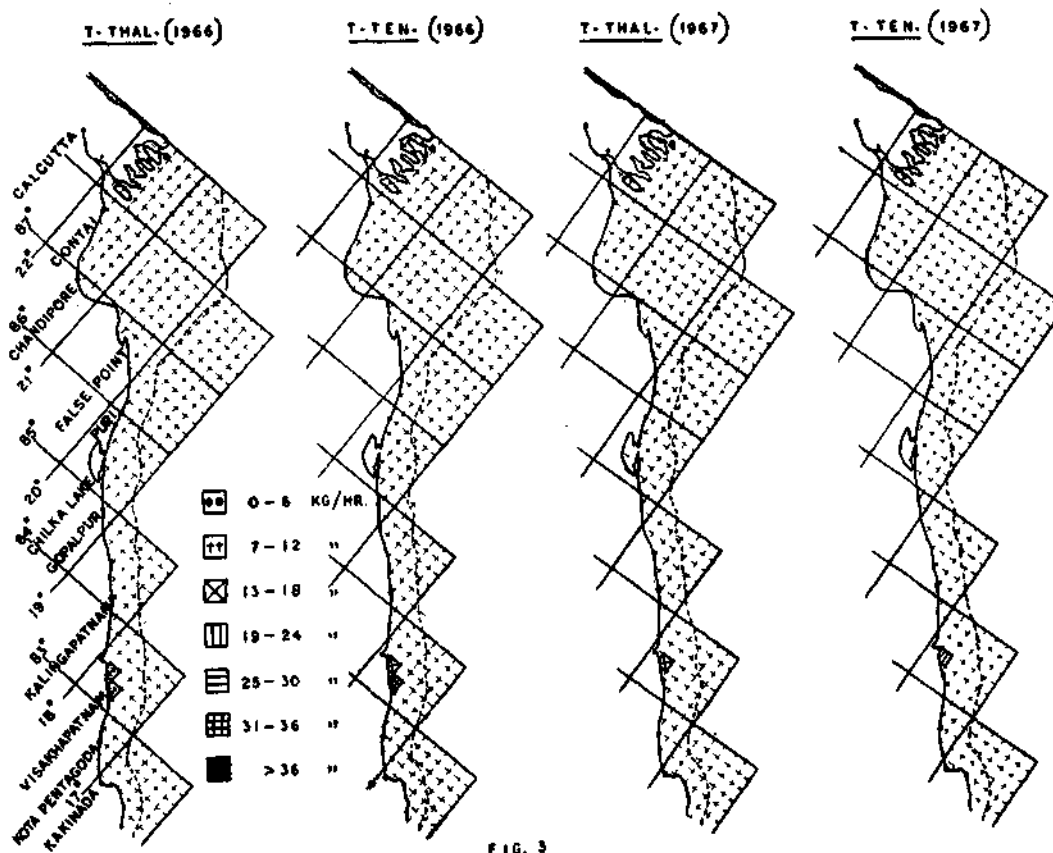 T. THAL. (1966)
T. TEN. (1966)
T. THAL. (1967)
T. TEN. (1967)
CALCUTTA
87°
22°
CONTAI
86°
CHANDIPORE
21°
FALSE POINT
85°
PURI
20°
CHILKA LAKE
84°
GOPALPUR
19°
83°
KALINGAPATNAM
18°
VISAKHAPATNAM
KOTA PENTAGODA
17°
KAKINADA
0-6 KG/HR.
7-12 "
13-18 "
19-24 "
25-30 "
31-36 "
>36 "
FIG. 3